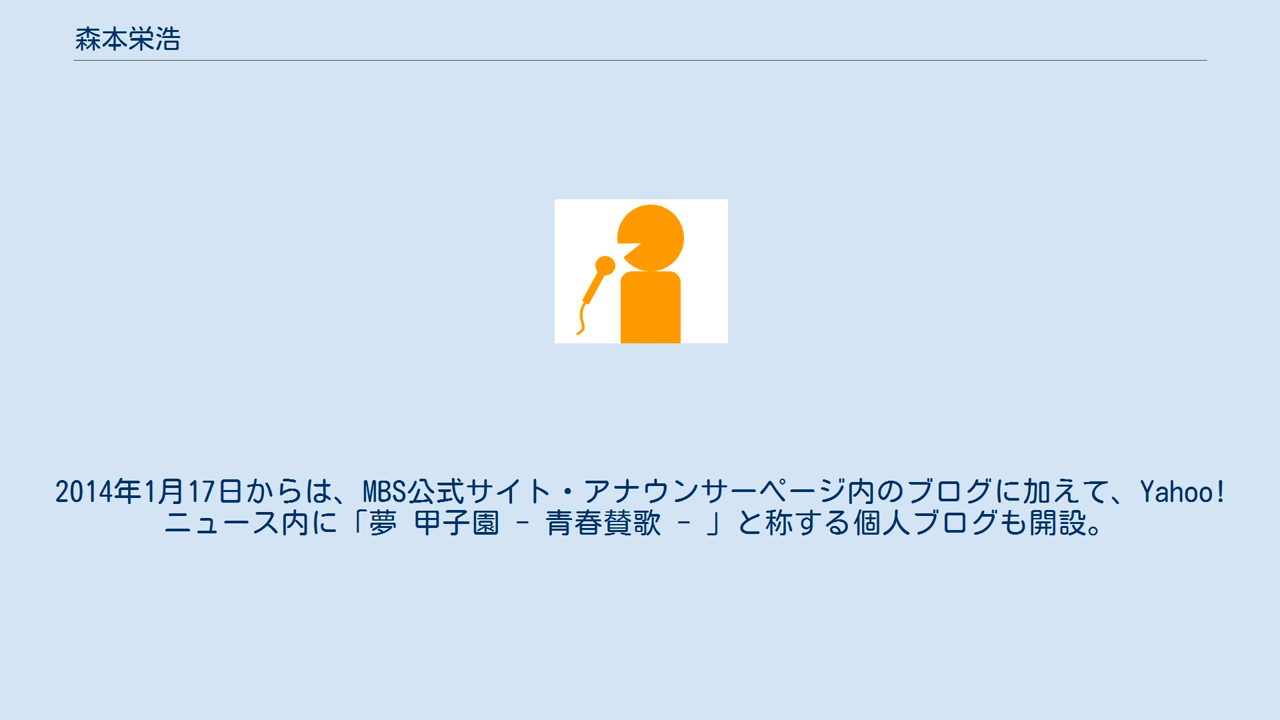 森本栄浩
2014年1月17日からは、MBS公式サイト・アナウンサーページ内のブログに加えて、Yahoo!
ニュース内に「夢 甲子園 - 青春賛歌 - 」と称する個人ブログも開設。